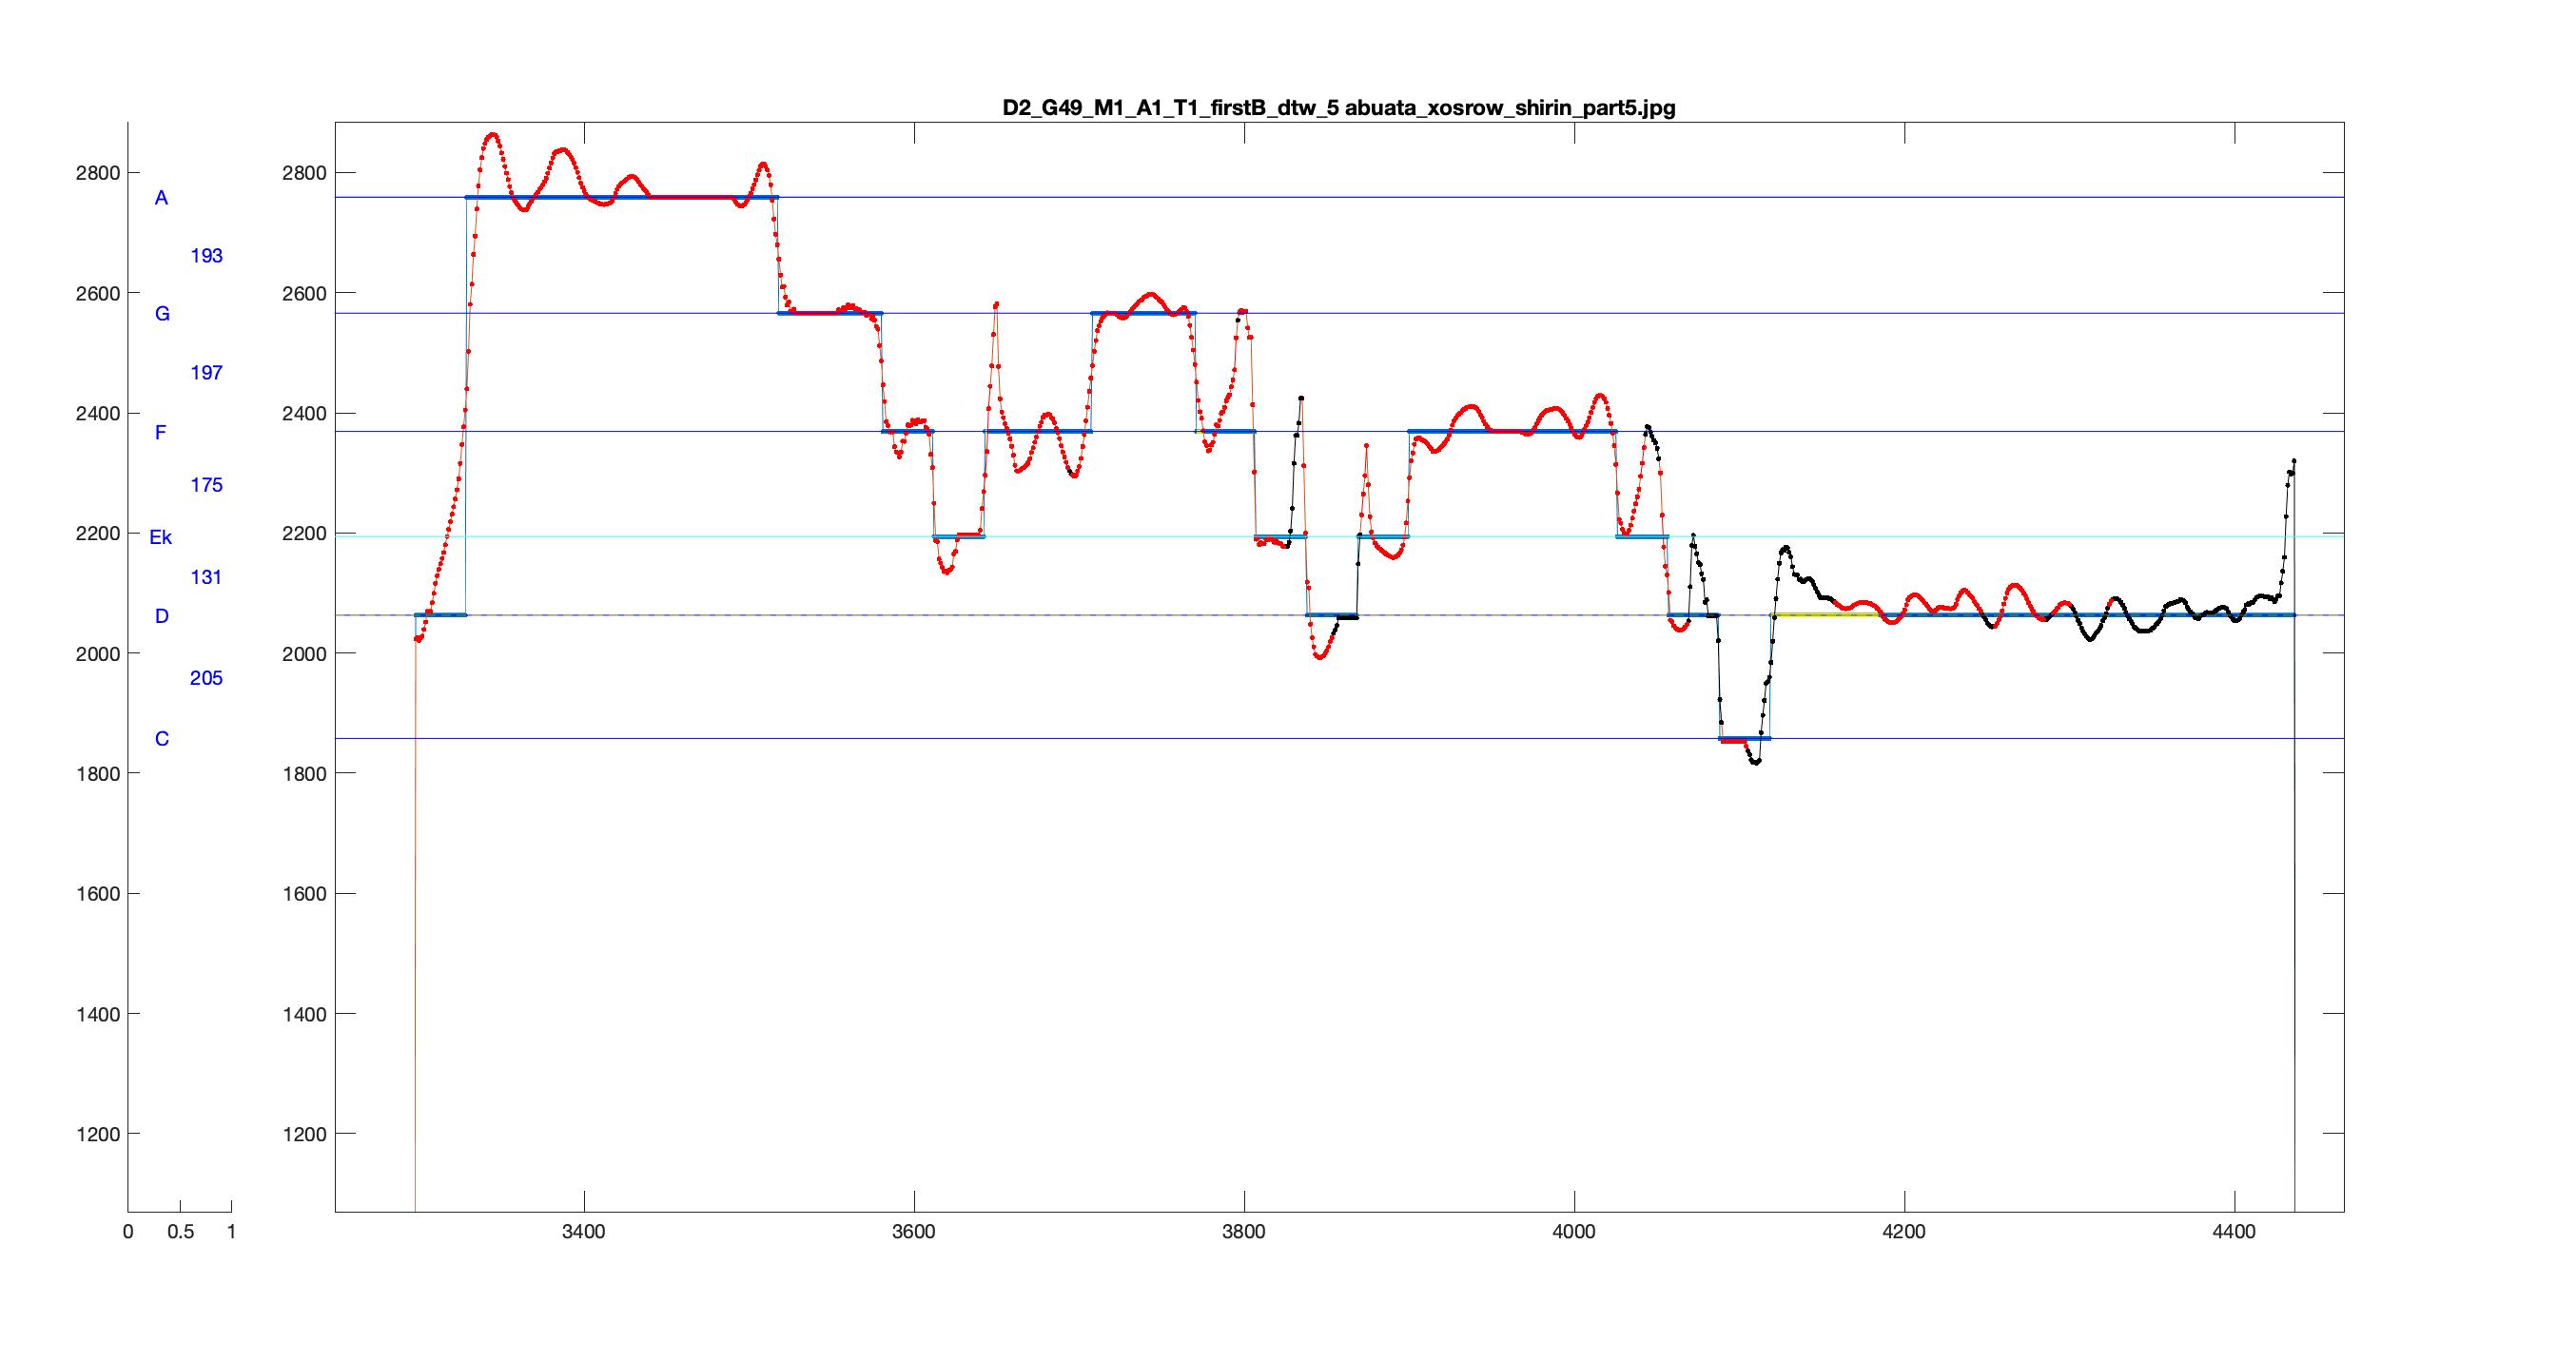 D2_G49_M1_A1_T1_firstB_dtw_5 abuata_xosrow_shirin_part5.jpg
2800 2800
A
193
2600 2600
G
197
2400 2400
F
175
2200 2200
Ek
131
D
2000 2000
205
C
1800 1800
1600 1600
1400 1400
1200 1200
0 0.5 1 3400 3600 3800 4000 4200 4400